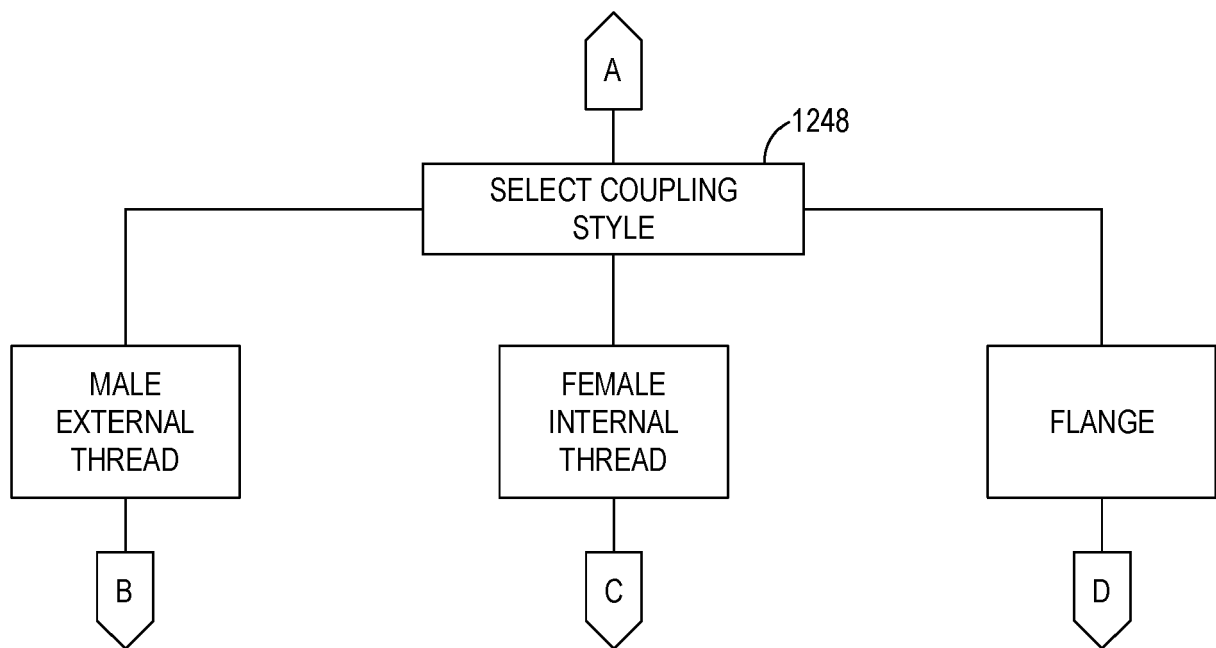 A
1248
SELECT COUPLING
STYLE
MALE
EXTERNAL
THREAD
FEMALE
INTERNAL
THREAD
FLANGE
B
C
D